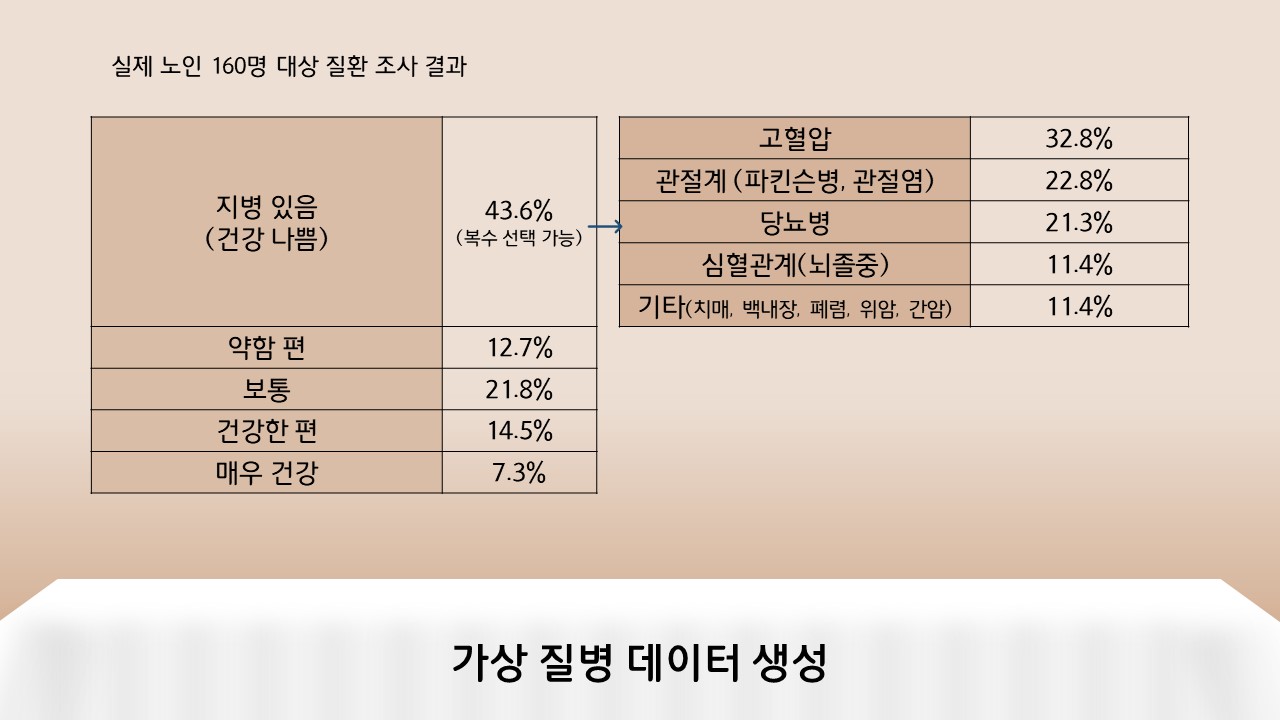 실제 노인 160명 대상 질환 조사 결과
지병 있음
(건강 나쁨)
43.6%
(복수 선택 가능)
약함 편
12.7%
보통
21.8%
건강한 편
14.5%
매우 건강
7.3%
고혈압
32.8%
관절계 (파킨슨병, 관절염)
22.8%
당뇨병
21.3%
심혈관계(뇌졸중)
11.4%
기타(치매, 백내장, 폐렴, 위암, 간암)
11.4%
가상 질병 데이터 생성